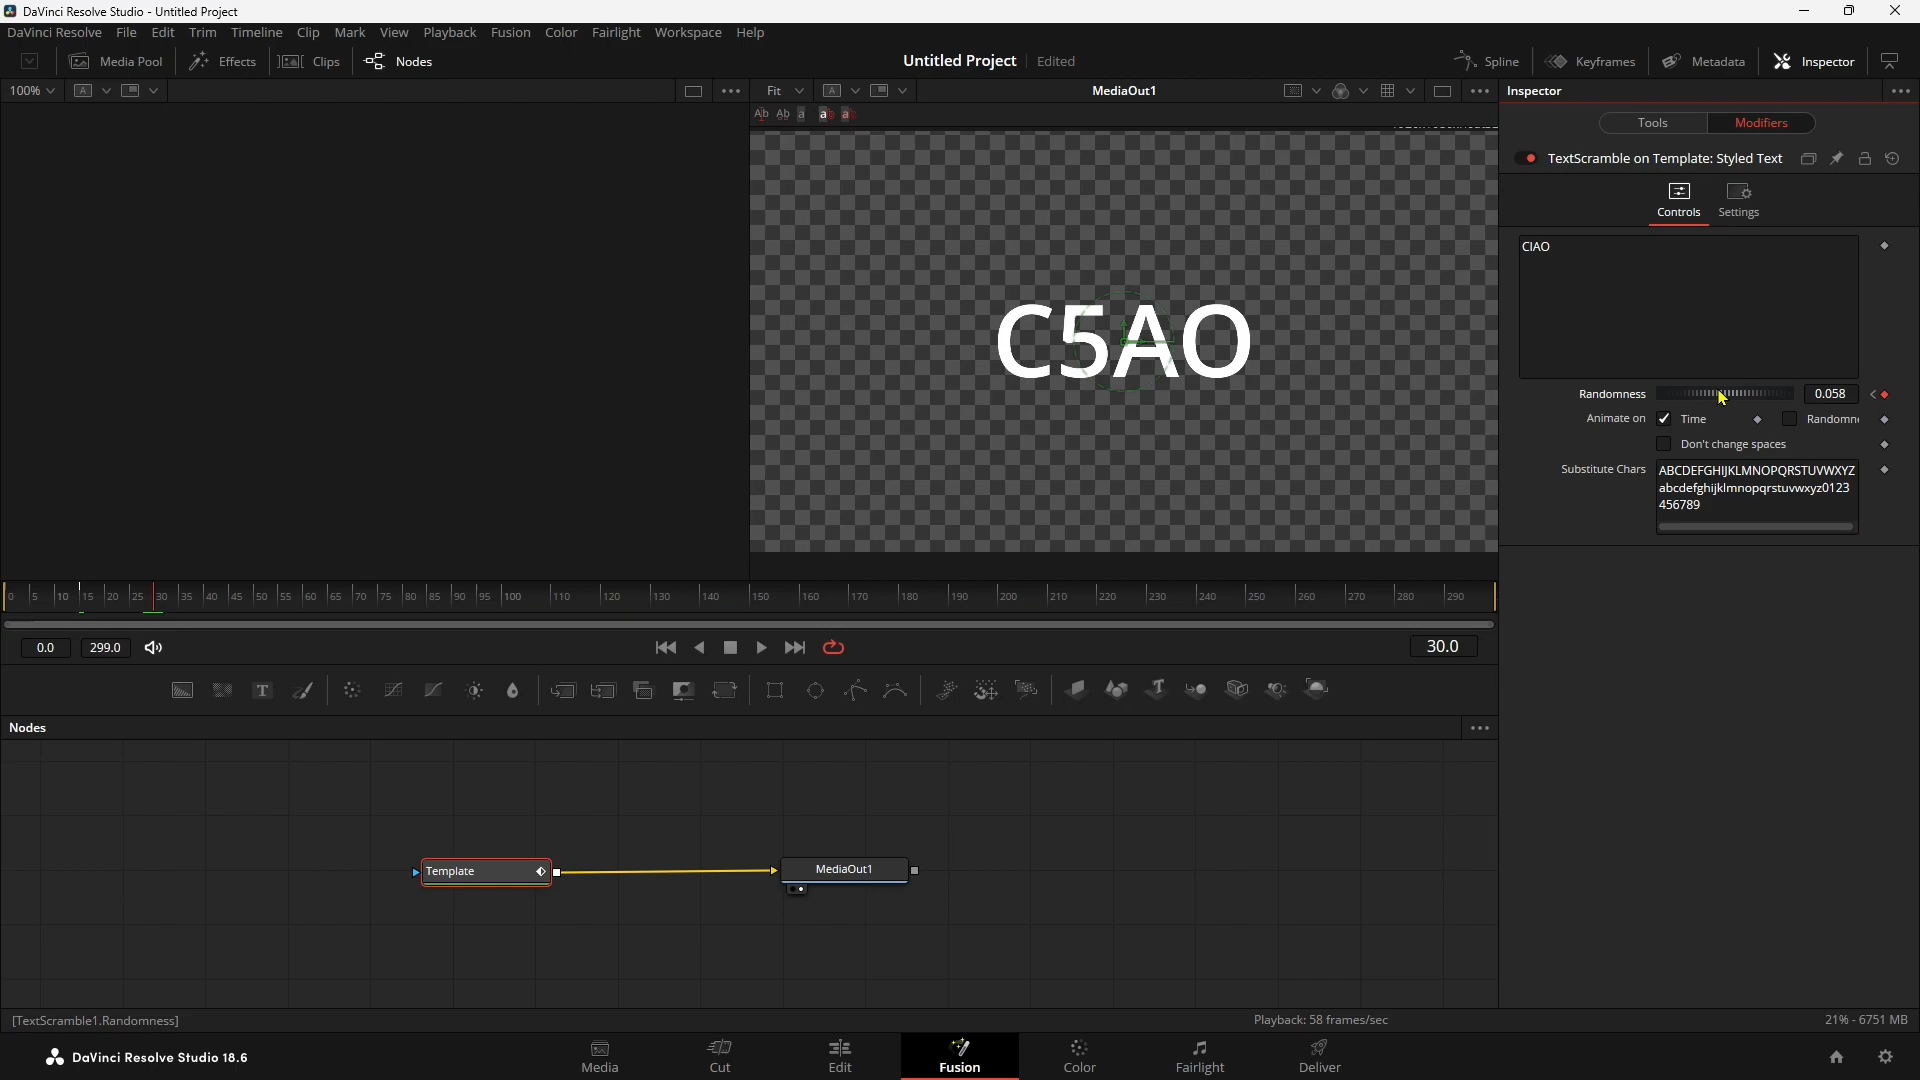 DaVinci Resolve Studio - Untitled Project
DaVinci Resolve File Edit Trim Timeline Clip Mark View Playback Fusion Color Fairlight Workspace Help
Media Pool Effects Clips Nodes Untitled Project Edited Spline Keyframes Metadata Inspector
100% A Fit A MediaOut1 Inspector
Ab Ab a a a
Tools Modifiers
TextScramble on Template: Styled Text
Controls Settings
CIAO
C5AO
Randomness 0.058
Animate on Time Randomne
Don't change spaces
Substitute Chars ABCDEFGHIJKLMNOPQRSTUVWXYZ
abcdefghijklmnopqrstuvwxyz0123
456789
0 5 10 15 20 25 30 35 40 45 50 55 60 65 70 75 80 85 90 95 100 110 120 130 140 150 160 170 180 190 200 210 220 230 240 250 260 270 280 290
0.0 299.0 30.0
T T
Nodes
Template MediaOut1
[TextScramble1.Randomness] Playback: 58 frames/sec 21% - 6751 MB
DaVinci Resolve Studio 18.6 Media Cut Edit Fusion Color Fairlight Deliver